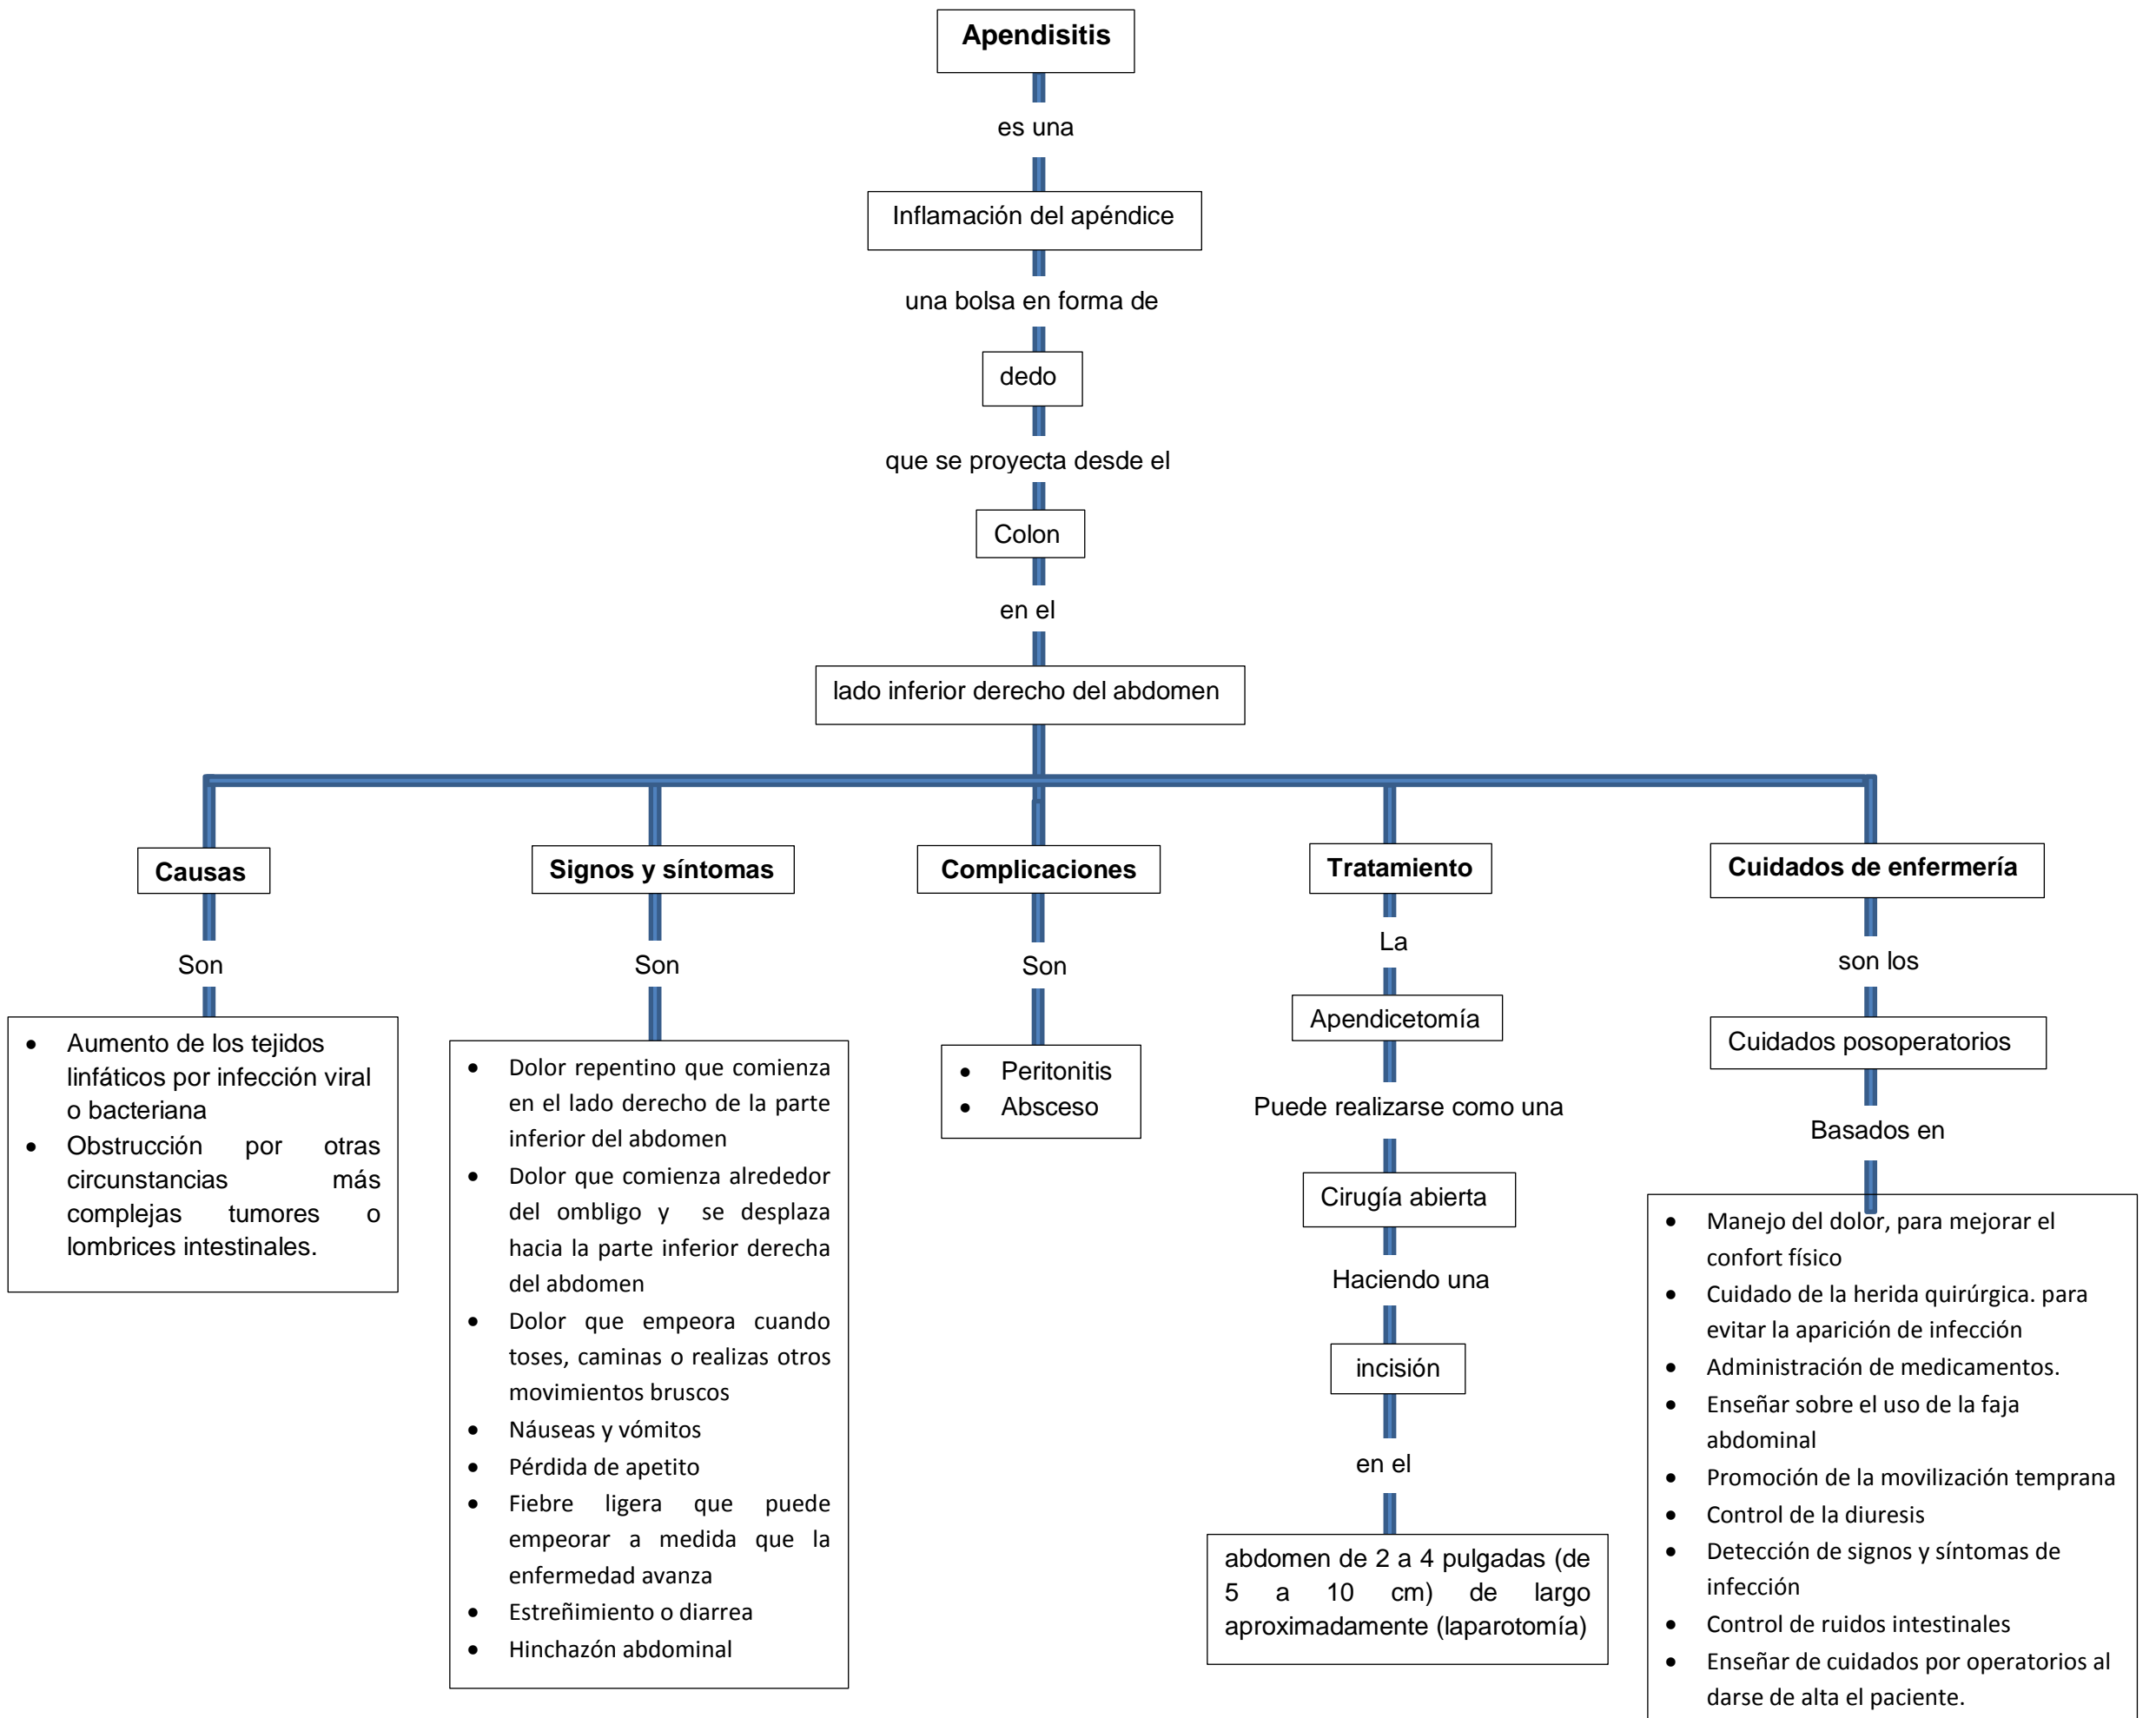 Apendisitis
es una
Inflamación del apéndice
una bolsa en forma de
dedo
que se proyecta desde el
Colon
en el
lado inferior derecho del abdomen
Causas
Son
• Aumento de los tejidos
linfáticos por infección viral
o bacteriana
• Obstrucción por otras
circunstancias más
complejas tumores o
lombrices intestinales.
Signos y síntomas
Son
• Dolor repentino que comienza
en el lado derecho de la parte
inferior del abdomen
• Dolor que comienza alrededor
del ombligo y se desplaza
hacia la parte inferior derecha
del abdomen
• Dolor que empeora cuando
toses, caminas o realizas otros
movimientos bruscos
• Náuseas y vómitos
• Pérdida de apetito
• Fiebre ligera que puede
empeorar a medida que la
enfermedad avanza
• Estreñimiento o diarrea
• Hinchazón abdominal
Complicaciones
Son
• Peritonitis
• Absceso
Tratamiento
La
Apendicetomía
Puede realizarse como una
Cirugía abierta
Haciendo una
incisión
en el
abdomen de 2 a 4 pulgadas (de
5 a 10 cm) de largo
aproximadamente (laparotomía)
Cuidados de enfermería
son los
Cuidados posoperatorios
Basados en
• Manejo del dolor, para mejorar el
confort físico
• Cuidado de la herida quirúrgica. para
evitar la aparición de infección
• Administración de medicamentos.
• Enseñar sobre el uso de la faja
abdominal
• Promoción de la movilización temprana
• Control de la diuresis
• Detección de signos y síntomas de
infección
• Control de ruidos intestinales
• Enseñar de cuidados por operatorios al
darse de alta el paciente.